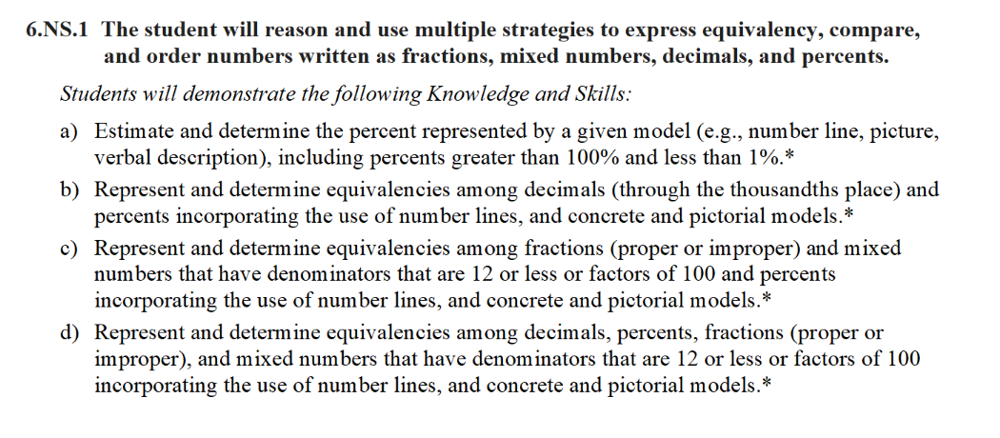 6.NS.1 The student will reason and use multiple strategies to express equivalency, compare,
and order numbers written as fractions, mixed numbers, decimals, and percents.
Students will demonstrate the following Knowledge and Skills:
a) Estimate and determine the percent represented by a given model (e.g., number line, picture,
verbal description), including percents greater than 100% and less than 1%.*
b) Represent and determine equivalencies among decimals (through the thousandths place) and
percents incorporating the use of number lines, and concrete and pictorial models.*
c) Represent and determine equivalencies among fractions (proper or improper) and mixed
numbers that have denominators that are 12 or less or factors of 100 and percents
incorporating the use of number lines, and concrete and pictorial models.*
d) Represent and determine equivalencies among decimals, percents, fractions (proper or
improper), and mixed numbers that have denominators that are 12 or less or factors of 100
incorporating the use of number lines, and concrete and pictorial models.*